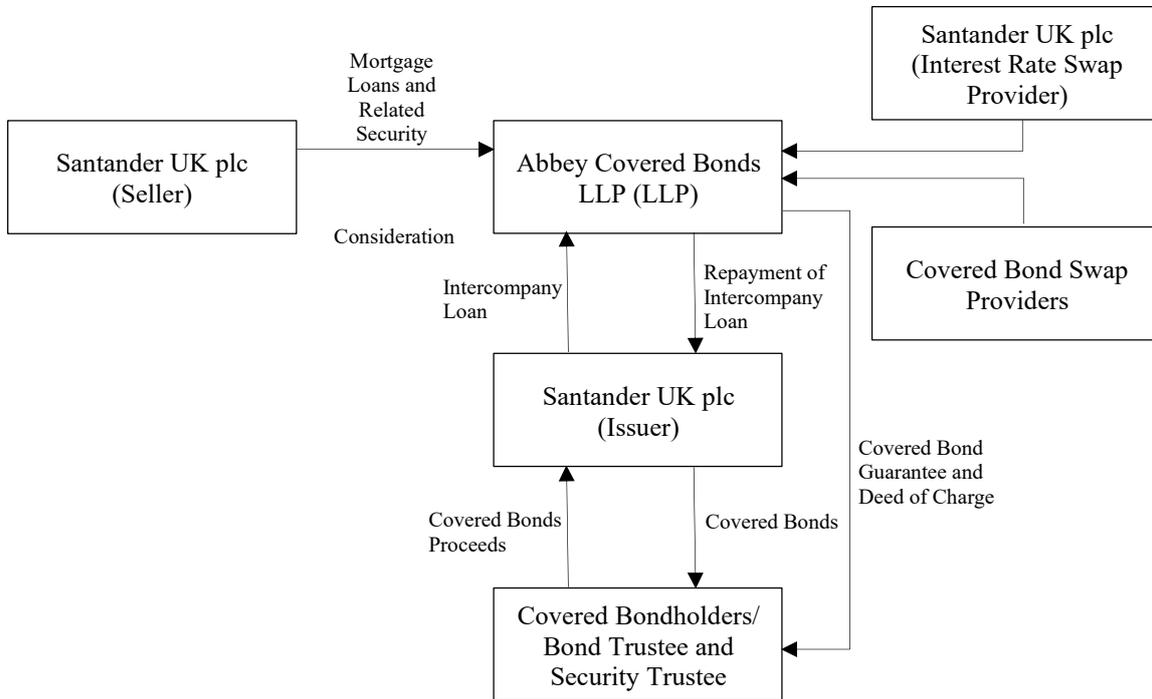 Santander UK plc
(Interest Rate Swap
Provider)
Mortgage
Loans and
Related
Security
Santander UK plc
(Seller)
Abbey Covered Bonds
LLP (LLP)
Consideration
Covered Bond Swap
Providers
Intercompany
Loan
Repayment of
Intercompany
Loan
Santander UK plc
(Issuer)
Covered Bond
Guarantee and
Deed of Charge
Covered Bonds
Proceeds
Covered Bonds
Covered Bondholders/
Bond Trustee and
Security Trustee